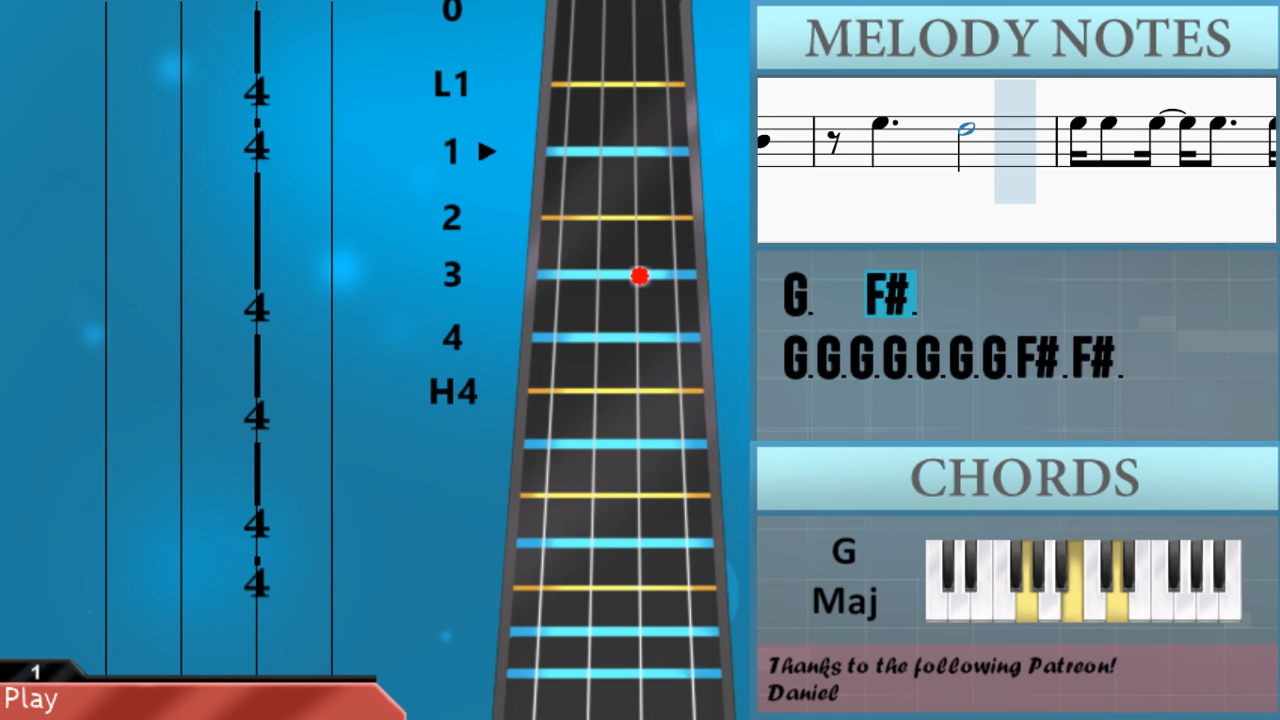 4
4
4
4
4
4
1
Play
0
L1
1
2
3
4
H4
MELODY NOTES
G. F#.
G.G.G.G.G.G.G.F#.F#.
CHORDS
G
Maj
Thanks to the following Patreon!
Daniel